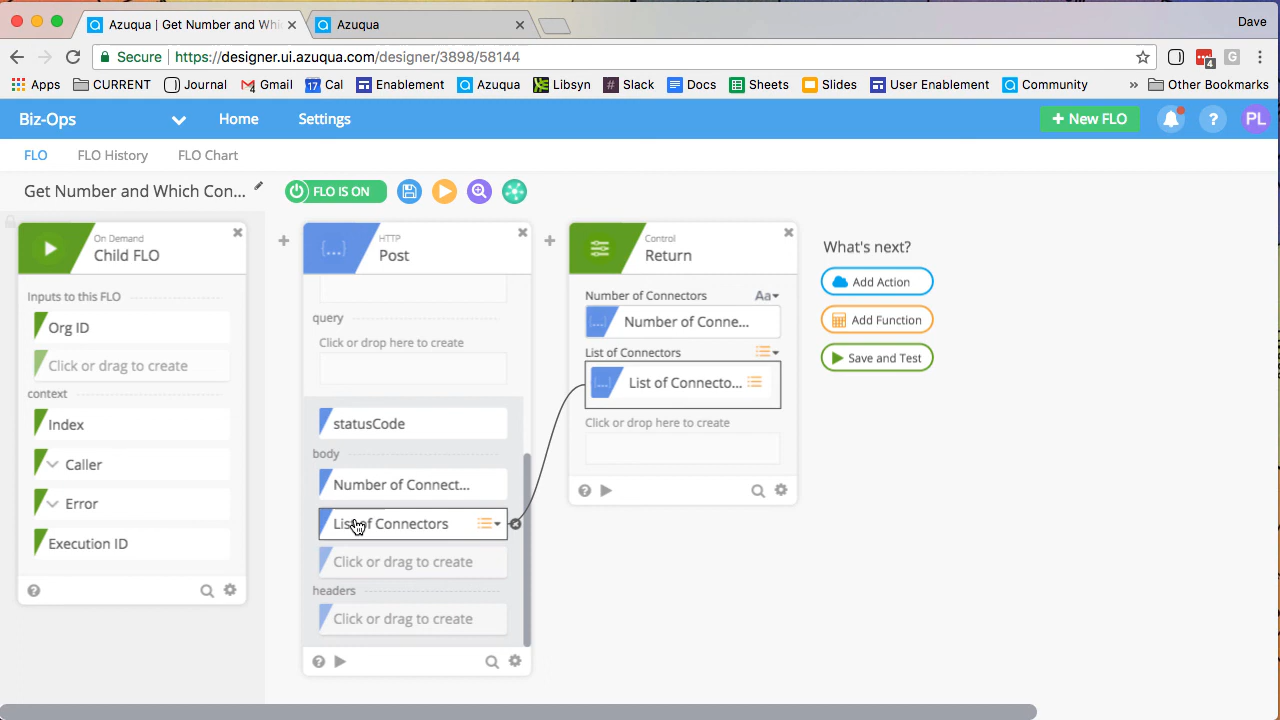 Azuqua | Get Number and Whi
Azuqua
Dave
Secure
https://designer.ui.azuqua.com/designer/3898/58144
4
G
Apps
CURRENT
Journal
Gmail
17 Cal
Enablement
Azuqua
Libsyn
Slack
Docs
Sheets
Slides
User Enablement
Community
»
Other Bookmarks
Biz-Ops
Home
Settings
+ New FLO
?
PL
FLO
FLO History
FLO Chart
Get Number and Which Con...
FLO IS ON
On Demand
Child FLO
Inputs to this FLO
Org ID
Click or drag to create
context
Index
Caller
Error
Execution ID
HTTP
Post
query
Click or drop here to create
statusCode
body
Number of Connect...
List of Connectors
Click or drag to create
headers
Click or drag to create
Control
Return
Number of Connectors
Aa
Number of Conne...
List of Connectors
List of Connecto...
Click or drop here to create
What's next?
Add Action
Add Function
Save and Test